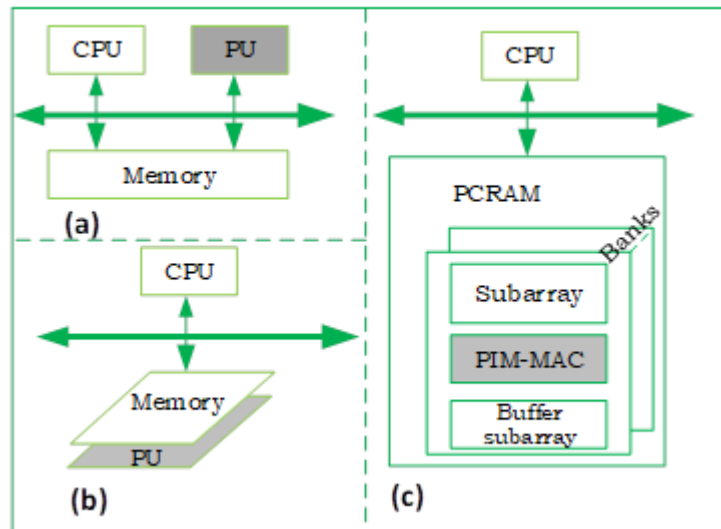 CPU
PU
Memory
(a)
CPU
Memory
PU
(b)
CPU
PCRAM
Banks
Subarray
PIM-MAC
Buffer
subarray
(c)